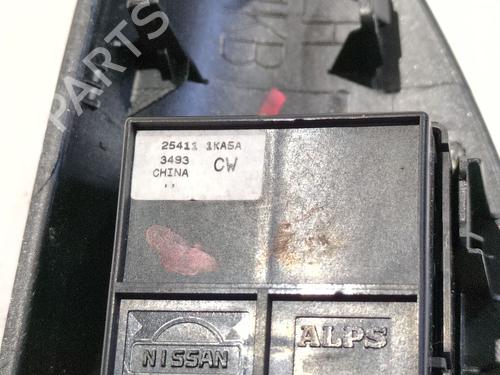 B-PARTS
25411 1KA5A
3493 CW
CHINA
NISSAN
ALPS